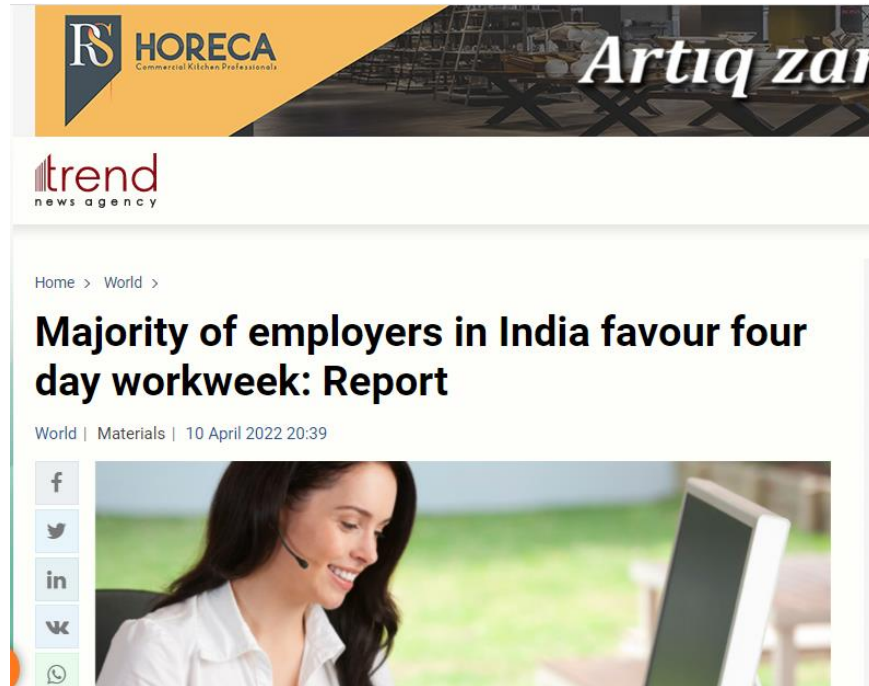 RS HORECA
Commercial Kitchen Professionals
Artıq zar
trend
news agency
Home > World >
Majority of employers in India favour four
day workweek: Report
World | Materials | 10 April 2022 20:39